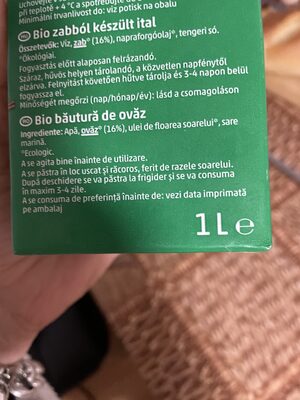 uchovejte v suchu
při teplotě + 4 °C a spotřebujte do
Minimální trvanlivost do: viz potisk na obalu
HU Bio zabból készült ital
Összetevők: Víz, zab° (16%), napraforgóolaj°, tengeri só.
°Ökológiai.
Fogyasztás előtt alaposan felrázandó.
Száraz, hűvös helyen tárolandó, a közvetlen napfénytől
elzárva. Felnyitást követően hűtve tárolja és 3-4 napon belül
fogyassza el.
Minőségét megőrzi (nap/hónap/év): lásd a csomagoláson
RO Bio băutură de ovăz
Ingrediente: Apă, ovăz° (16%), ulei de floarea soarelui°, sare
marină.
°Ecologic.
A se agita bine înainte de utilizare.
A se păstra în loc uscat și răcoros, ferit de razele soarelui.
După deschidere se va păstra la frigider și se va consuma
în maxim 3-4 zile.
A se consuma de preferință înainte de: vezi data imprimată
pe ambalaj
1 L ℮